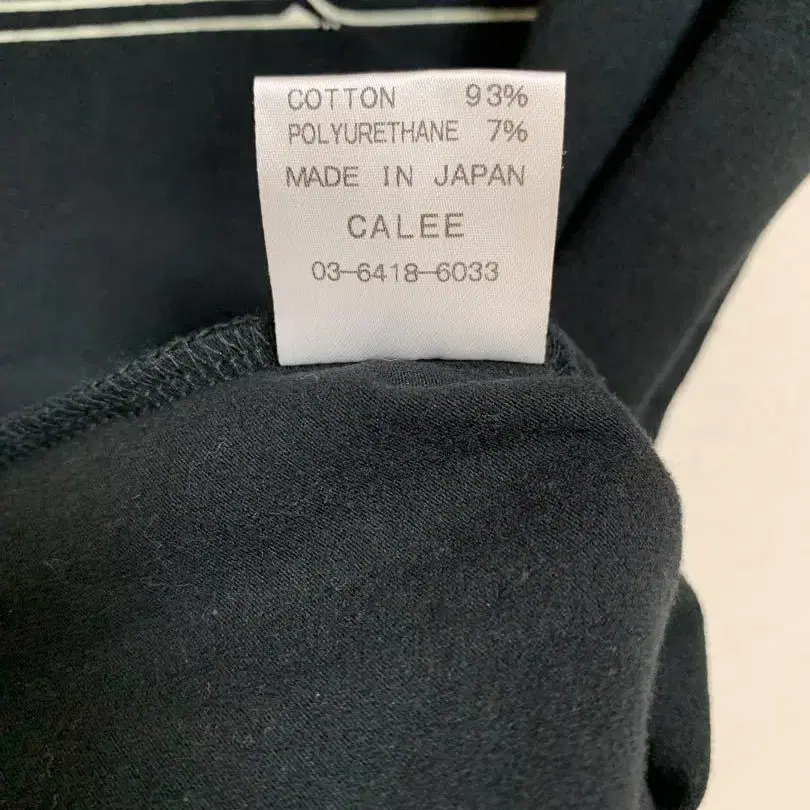 COTTON 93%
POLYURETHANE 7%
MADE IN JAPAN
CALEE
03-6418-6033